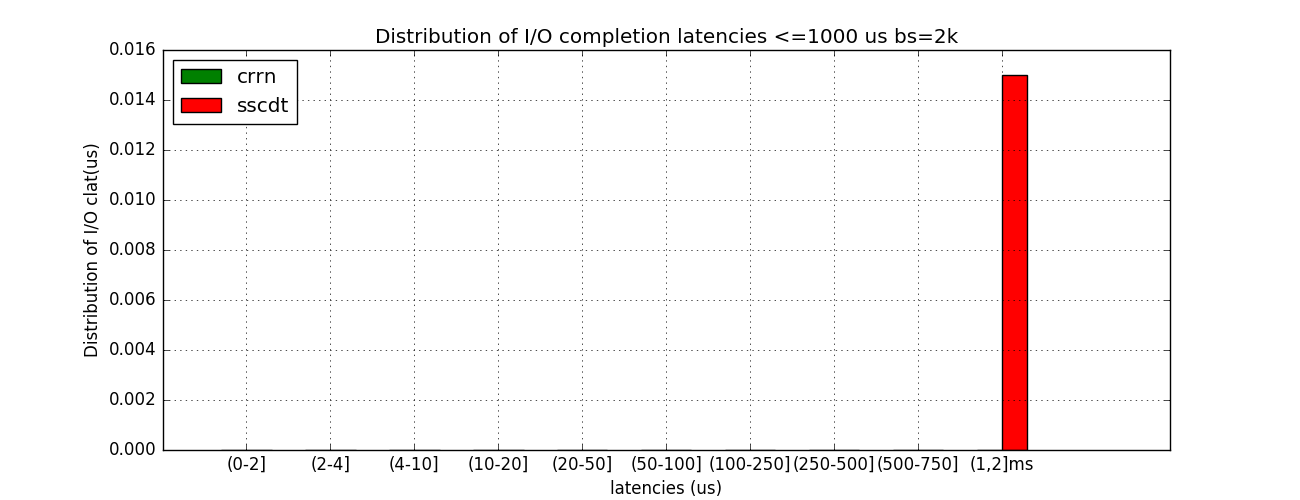 Distribution of I/O completion latencies <=1000 us bs=2k
crrn
sscdt
Distribution of I/O clat(us)
0.016
0.014
0.012
0.010
0.008
0.006
0.004
0.002
0.000
(0-2] (2-4] (4-10] (10-20] (20-50] (50-100] (100-250] (250-500] (500-750] (1,2]ms
latencies (us)